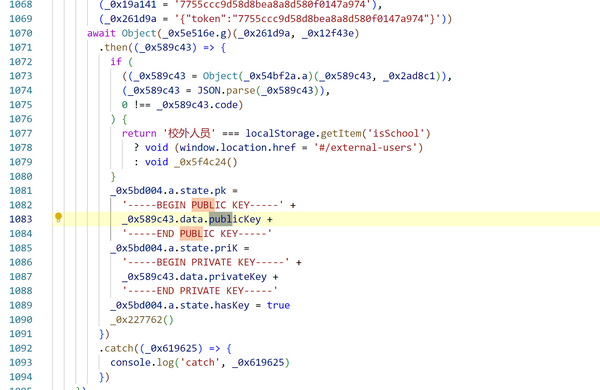 1068 (_0x19a141 = '7755ccc9d58d8bea8a8d580f0147a974'),
1069 (_0x261d9a = '{"token":"7755ccc9d58d8bea8a8d580f0147a974"}'))
1070 await Object(_0x5e516e.g)(_0x261d9a, _0x12f43e)
1071 .then((_0x589c43) => {
1072 if (
1073 ((_0x589c43 = Object(_0x54bf2a.a)(_0x589c43, _0x2ad8c1)),
1074 (_0x589c43 = JSON.parse(_0x589c43)),
1075 0 !== _0x589c43.code)
1076 ) {
1077 return '校外人员' === localStorage.getItem('isSchool')
1078 ? void (window.location.href = '#/external-users')
1079 : void _0x5f4c24()
1080 }
1081 _0x5bd004.a.state.pk =
1082 '-----BEGIN PUBLIC KEY-----' +
1083 _0x589c43.data.publicKey +
1084 '-----END PUBLIC KEY-----'
1085 _0x5bd004.a.state.priK =
1086 '-----BEGIN PRIVATE KEY-----' +
1087 _0x589c43.data.privateKey +
1088 '-----END PRIVATE KEY-----'
1089 _0x5bd004.a.state.hasKey = true
1090 _0x227762()
1091 })
1092 .catch((_0x619625) => {
1093 console.log('catch', _0x619625)
1094 })